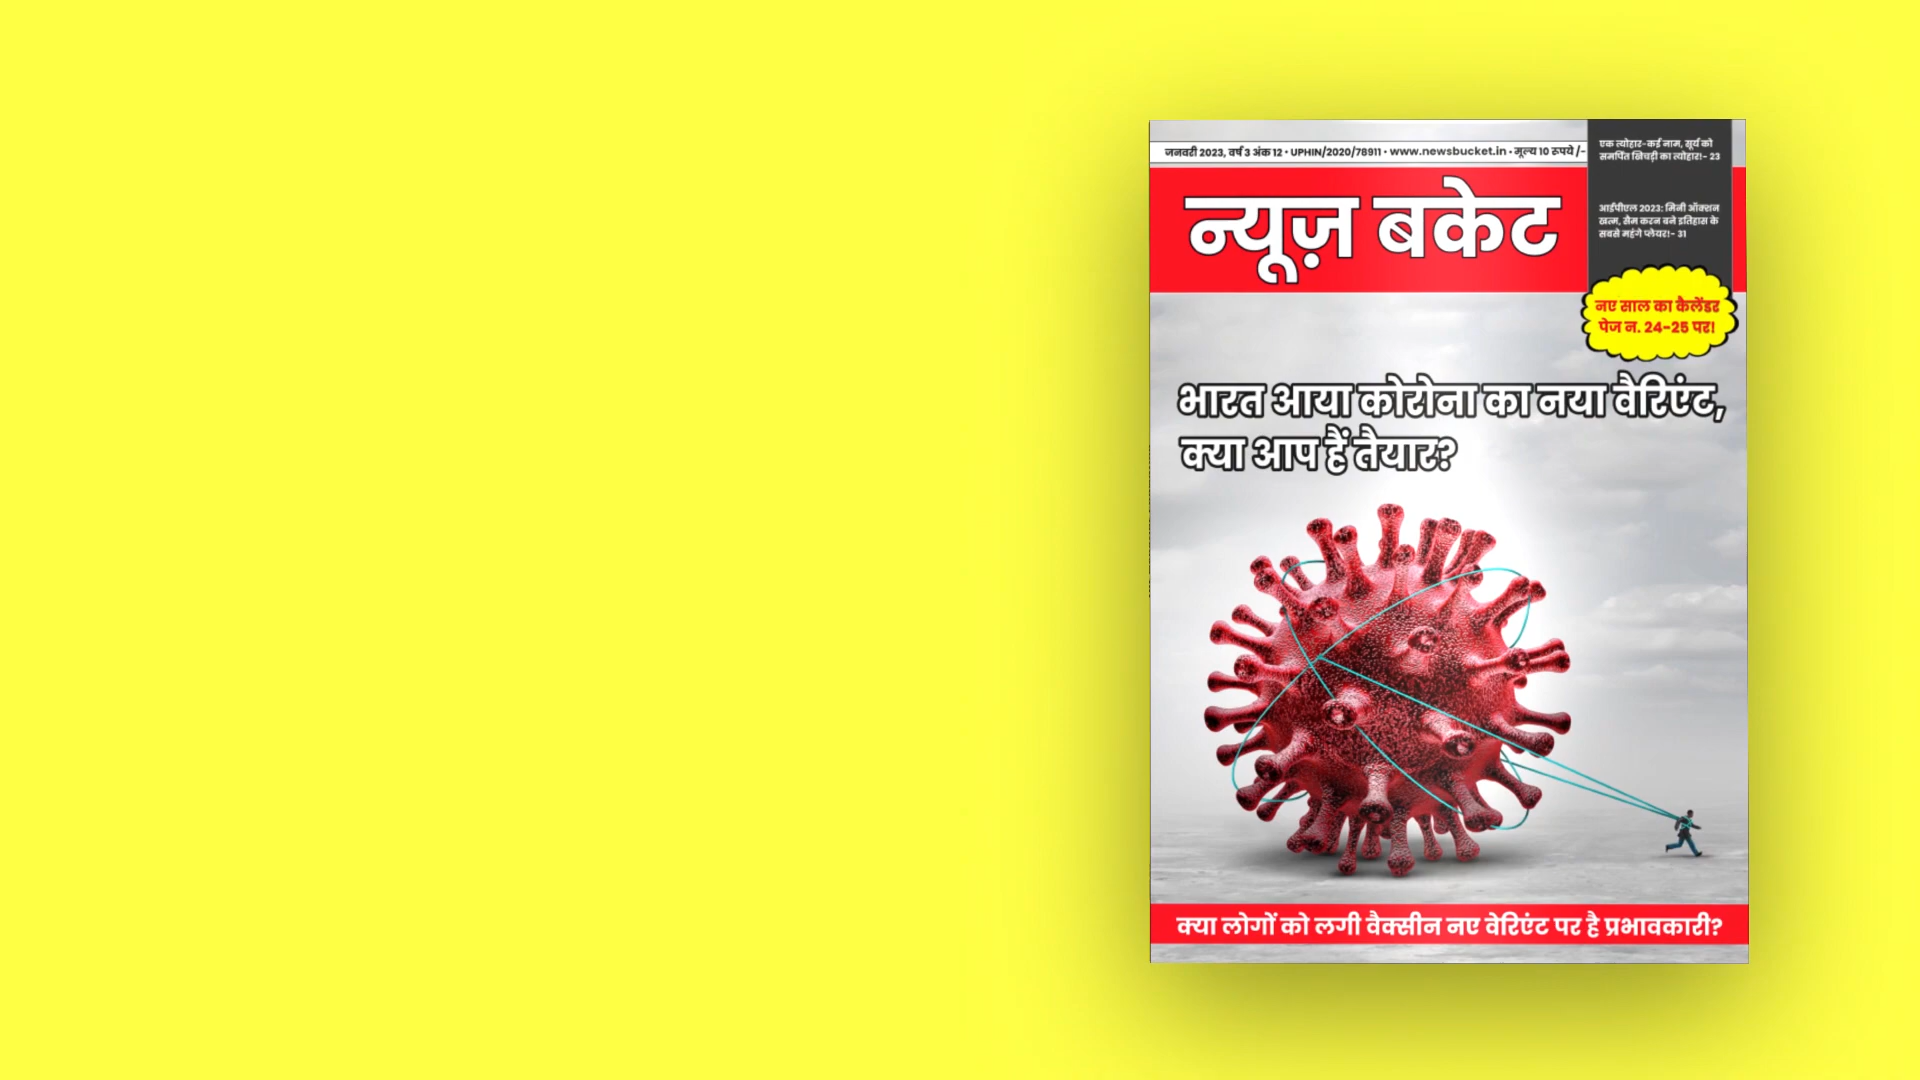 जनवरी 2023, वर्ष 3 अंक 12 • UPHIN/2020/78911 • www.newsbucket.in • मूल्य 10 रूपये /-
न्यूज़ बकेट
एक त्योहार-कई नाम, सूर्य को
समर्पित खिचड़ी का त्योहार!- 23
आईपीएल 2023: मिनी ऑक्शन
खत्म, सैम करन बने इतिहास के
सबसे महंगे प्लेयर!- 31
नए साल का कैलेंडर
पेज न. 24-25 पर!
भारत आया कोरोना का नया वैरिएंट,
क्या आप हैं तैयार?
क्या लोगों को लगी वैक्सीन नए वेरिएंट पर है प्रभावकारी?